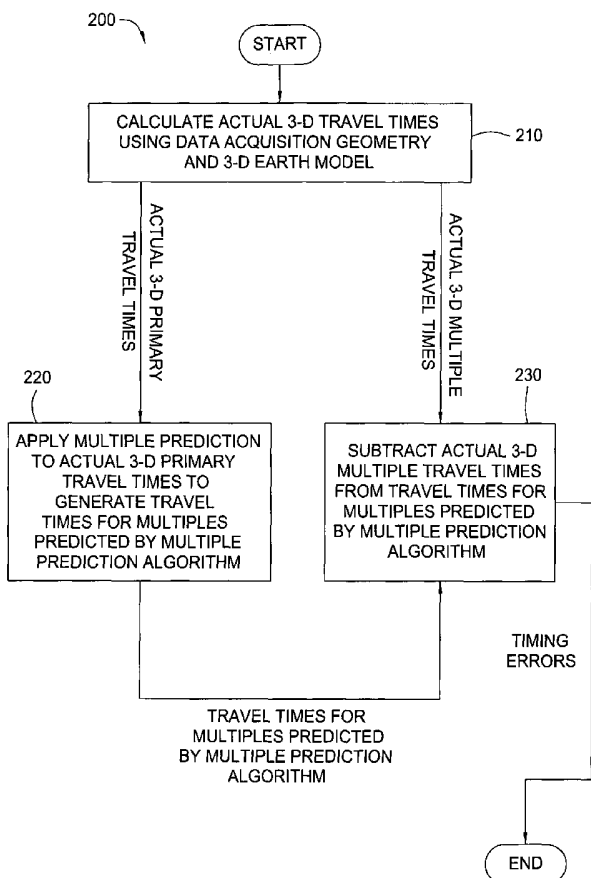 200
START
CALCULATE ACTUAL 3-D TRAVEL TIMES
USING DATA ACQUISITION GEOMETRY
AND 3-D EARTH MODEL
210
ACTUAL 3-D PRIMARY
TRAVEL TIMES
ACTUAL 3-D MULTIPLE
TRAVEL TIMES
220
APPLY MULTIPLE PREDICTION
TO ACTUAL 3-D PRIMARY
TRAVEL TIMES TO
GENERATE TRAVEL
TIMES FOR MULTIPLES
PREDICTED BY MULTIPLE
PREDICTION ALGORITHM
230
SUBTRACT ACTUAL 3-D
MULTIPLE TRAVEL TIMES
FROM TRAVEL TIMES FOR
MULTIPLES PREDICTED
BY MULTIPLE PREDICTION
ALGORITHM
TRAVEL TIMES FOR
MULTIPLES PREDICTED
BY MULTIPLE PREDICTION
ALGORITHM
TIMING
ERRORS
END